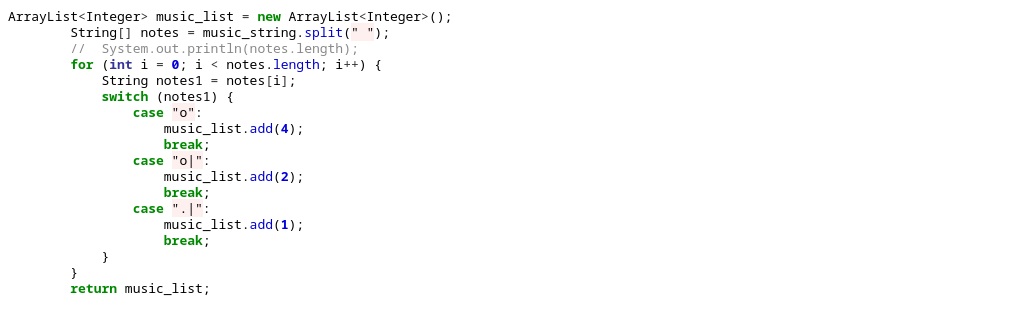 ArrayList<Integer> music_list = new ArrayList<Integer>();
        String[] notes = music_string.split(" ");
        //  System.out.println(notes.length);
        for (int i = 0; i < notes.length; i++) {
            String notes1 = notes[i];
            switch (notes1) {
                case "o":
                    music_list.add(4);
                    break;
                case "o|":
                    music_list.add(2);
                    break;
                case ".|":
                    music_list.add(1);
                    break;
            }
        }
        return music_list;